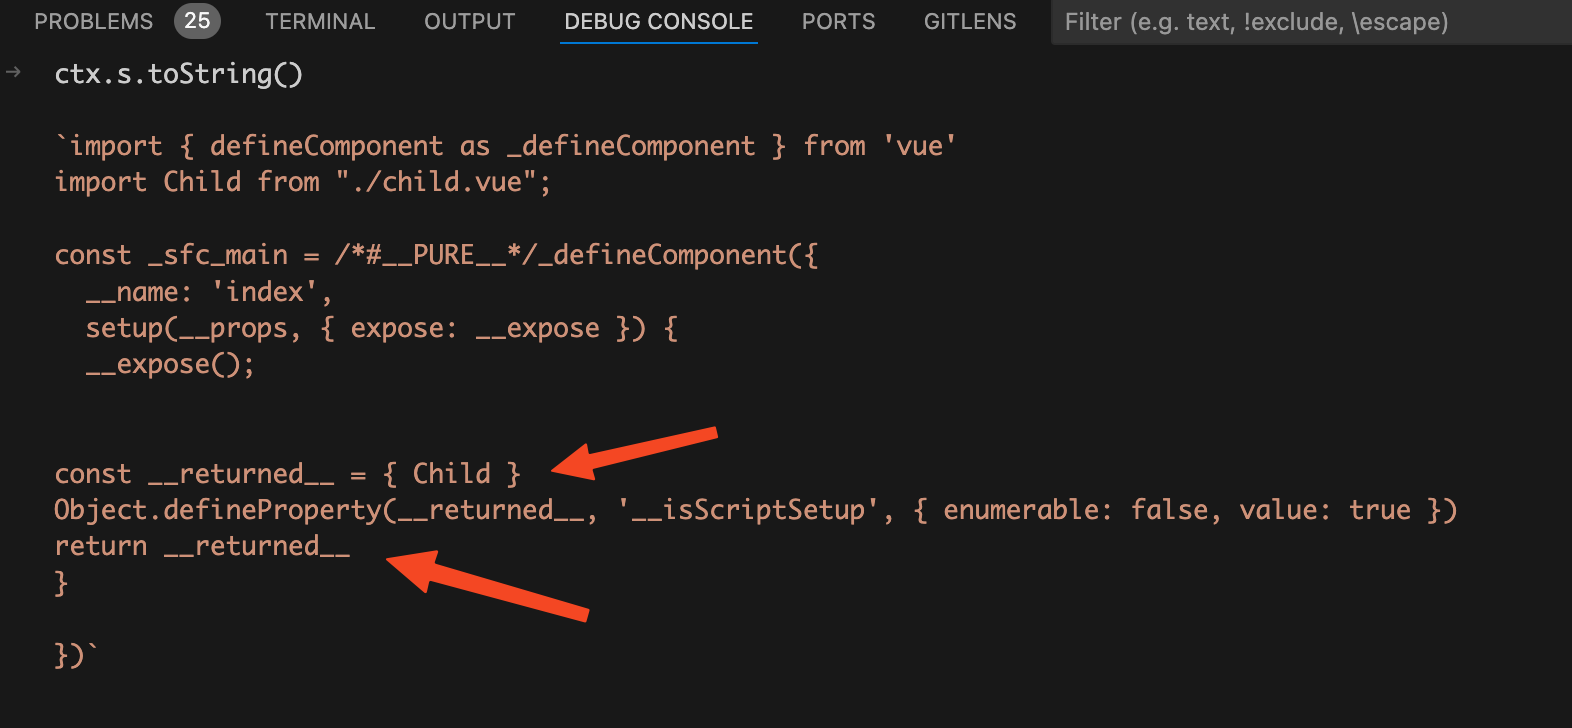 PROBLEMS 25 TERMINAL OUTPUT DEBUG CONSOLE PORTS GITLENS Filter (e.g. text, !exclude, \escape)
→ ctx.s.toString()
`import { defineComponent as _defineComponent } from 'vue'
import Child from "./child.vue";
const _sfc_main = /*#__PURE__*/_defineComponent({
  __name: 'index',
  setup(__props, { expose: __expose }) {
  __expose();
const __returned__ = { Child }
Object.defineProperty(__returned__, '__isScriptSetup', { enumerable: false, value: true })
return __returned__
}
})`